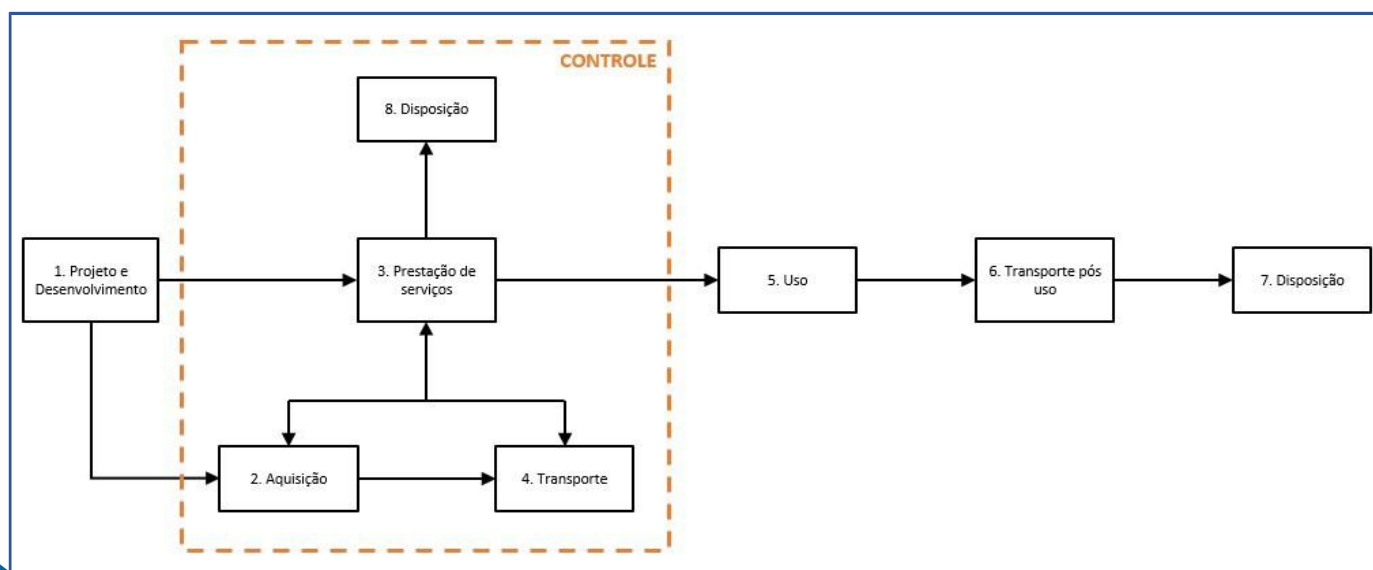 CONTROLE
8. Disposição
1. Projeto e
Desenvolvimento
3. Prestação de
serviços
5. Uso
6. Transporte pós
uso
7. Disposição
2. Aquisição
4. Transporte